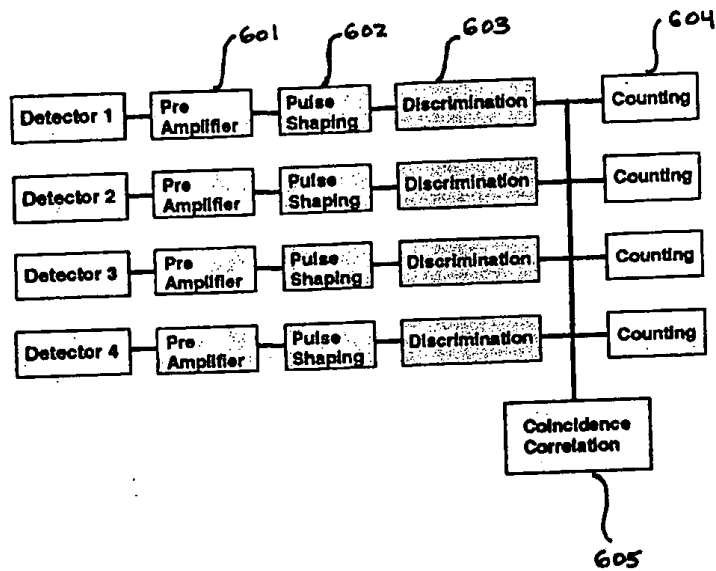 601
602
603
604
Detector 1
Pre
Amplifier
Pulse
Shaping
Discrimination
Counting
Detector 2
Pre
Amplifier
Pulse
Shaping
Discrimination
Counting
Detector 3
Pre
Amplifier
Pulse
Shaping
Discrimination
Counting
Detector 4
Pre
Amplifier
Pulse
Shaping
Discrimination
Counting
Coincidence
Correlation
605